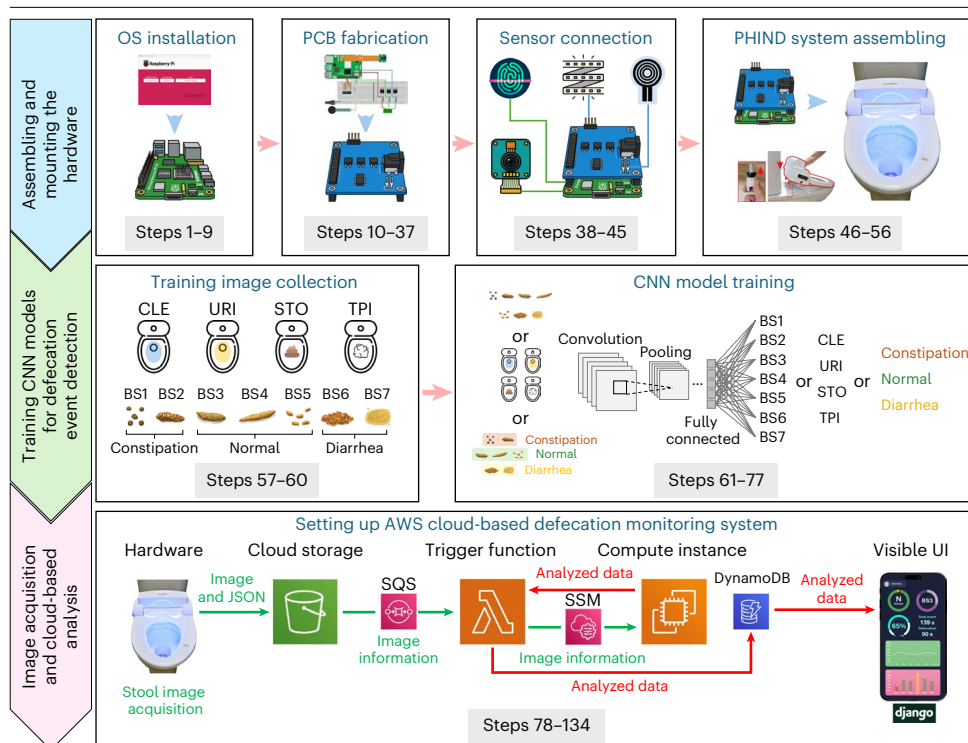 Assembling and
mounting the
hardware
OS installation
Raspberry Pi
Steps 1–9
PCB fabrication
Steps 10–37
Sensor connection
Steps 38–45
PHIND system assembling
Steps 46–56
Training CNN models
for defecation
event detection
Training image collection
CLE URI STO TPI
BS1 BS2 BS3 BS4 BS5 BS6 BS7
Constipation Normal Diarrhea
Steps 57–60
CNN model training
or
or
Constipation
Normal
Diarrhea
Convolution
Pooling
...
Fully
connected
BS1
BS2
BS3
BS4
BS5
BS6
BS7
or
CLE
URI
STO
TPI
or
Constipation
Normal
Diarrhea
Steps 61–77
Image acquisition
and cloud-based
analysis
Setting up AWS cloud-based defecation monitoring system
Hardware
Stool image
acquisition
Image
and JSON
Cloud storage
SQS
Image
information
Trigger function
Analyzed data
SSM
Image information
Compute instance
DynamoDB
Analyzed data
Analyzed
data
Visible UI
N
BS3
65%
139 s
90 s
django
Steps 78–134